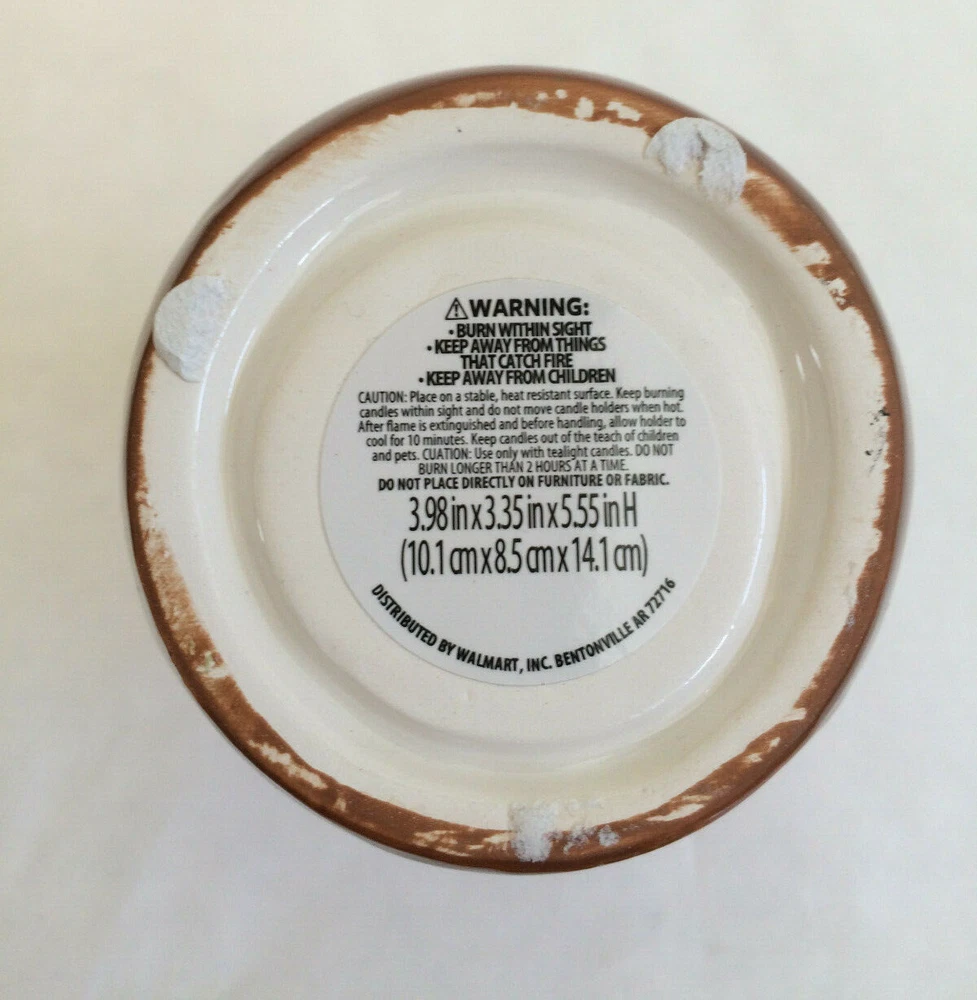 ⚠WARNING:
• BURN WITHIN SIGHT
• KEEP AWAY FROM THINGS
THAT CATCH FIRE
• KEEP AWAY FROM CHILDREN
CAUTION: Place on a stable, heat resistant surface. Keep burning
candles within sight and do not move candle holders when hot.
After flame is extinguished and before handling, allow holder to
cool for 10 minutes. Keep candles out of the teach of children
and pets. CUATION: Use only with tealight candles. DO NOT
BURN LONGER THAN 2 HOURS AT A TIME.
DO NOT PLACE DIRECTLY ON FURNITURE OR FABRIC.
3.98 in x 3.35 in x 5.55 in H
(10.1 cm x 8.5 cm x 14.1 cm)
DISTRIBUTED BY WALMART, INC. BENTONVILLE AR 72716